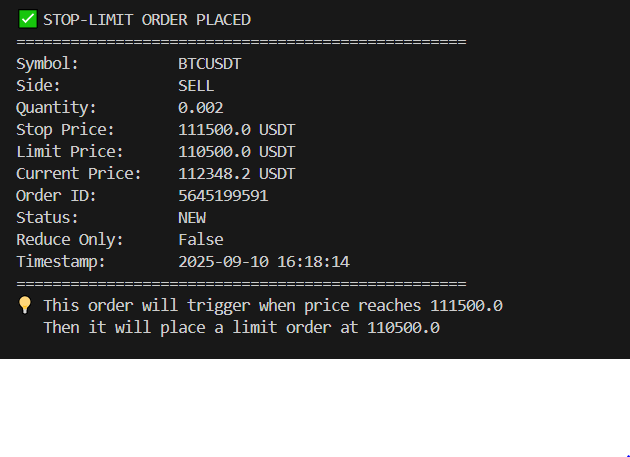 ✅ STOP-LIMIT ORDER PLACED
==================================================
Symbol: BTCUSDT
Side: SELL
Quantity: 0.002
Stop Price: 111500.0 USDT
Limit Price: 110500.0 USDT
Current Price: 112348.2 USDT
Order ID: 5645199591
Status: NEW
Reduce Only: False
Timestamp: 2025-09-10 16:18:14
==================================================
💡 This order will trigger when price reaches 111500.0
Then it will place a limit order at 110500.0